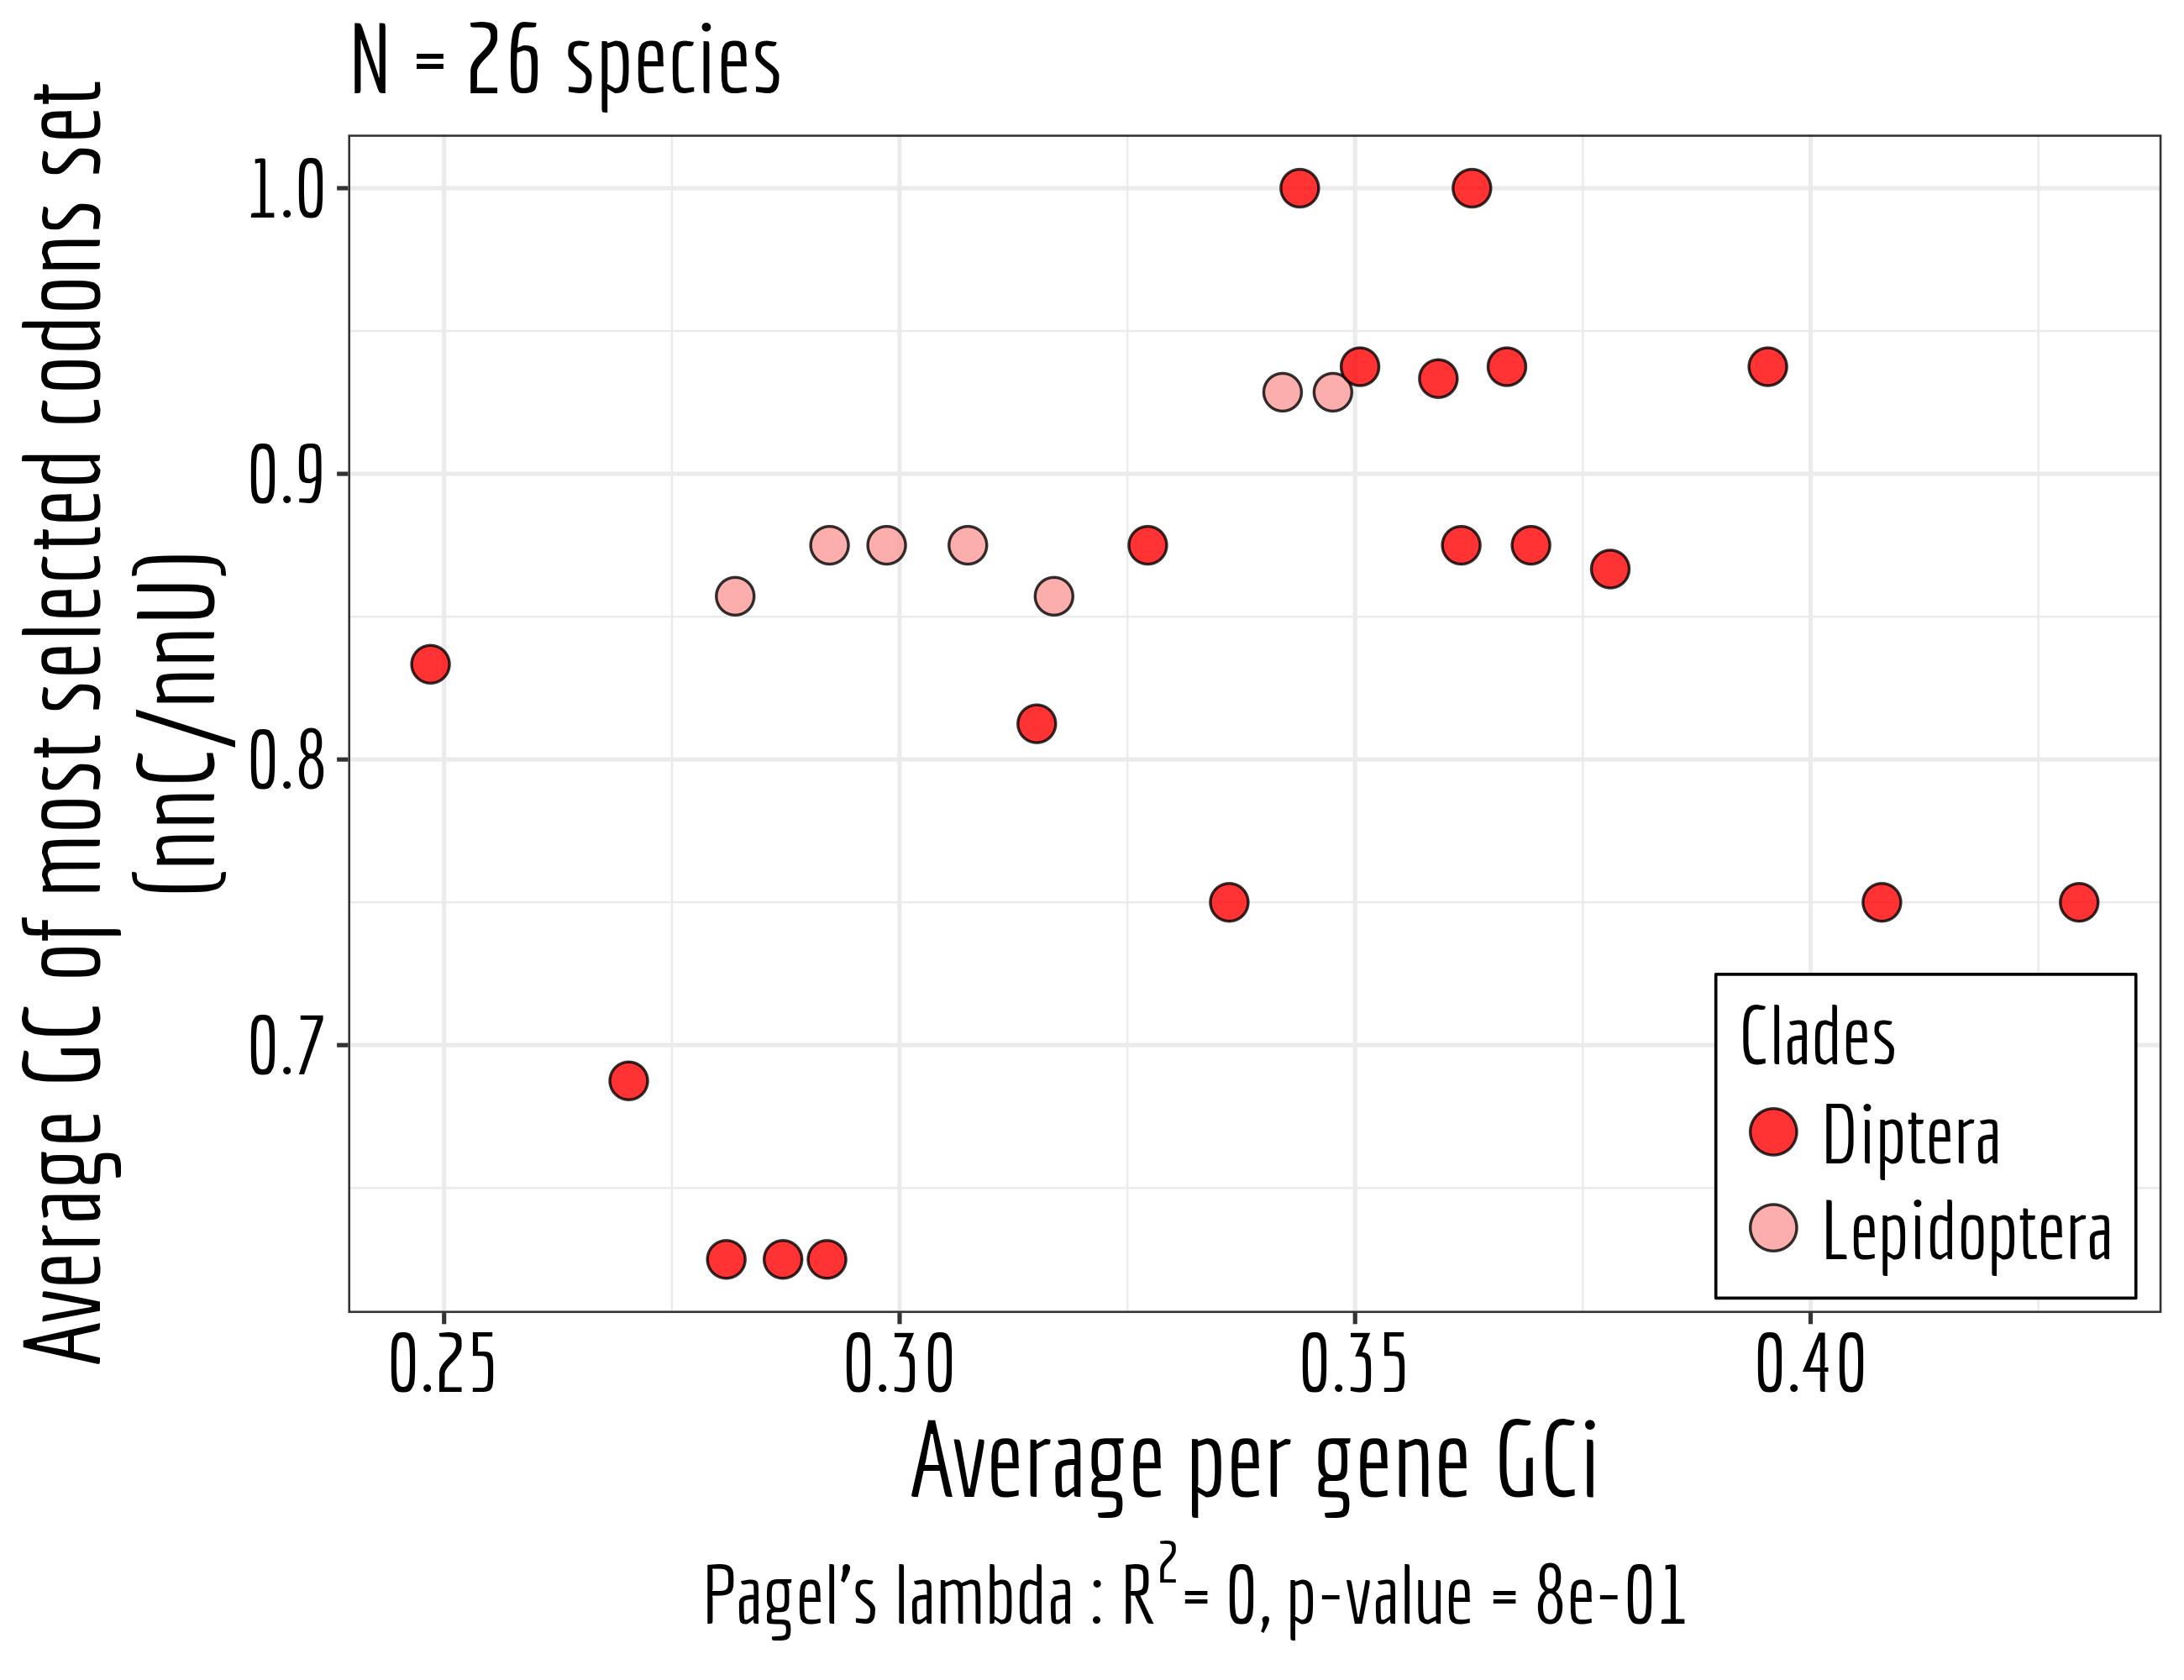 N = 26 species
Average GC of most selected codons set
(nnC/nnU)
1.0
0.9
0.8
0.7
Clades
Diptera
Lepidoptera
0.25 0.30 0.35 0.40
Average per gene GCi
Pagel's lambda : R²= 0, p-value = 8e-01